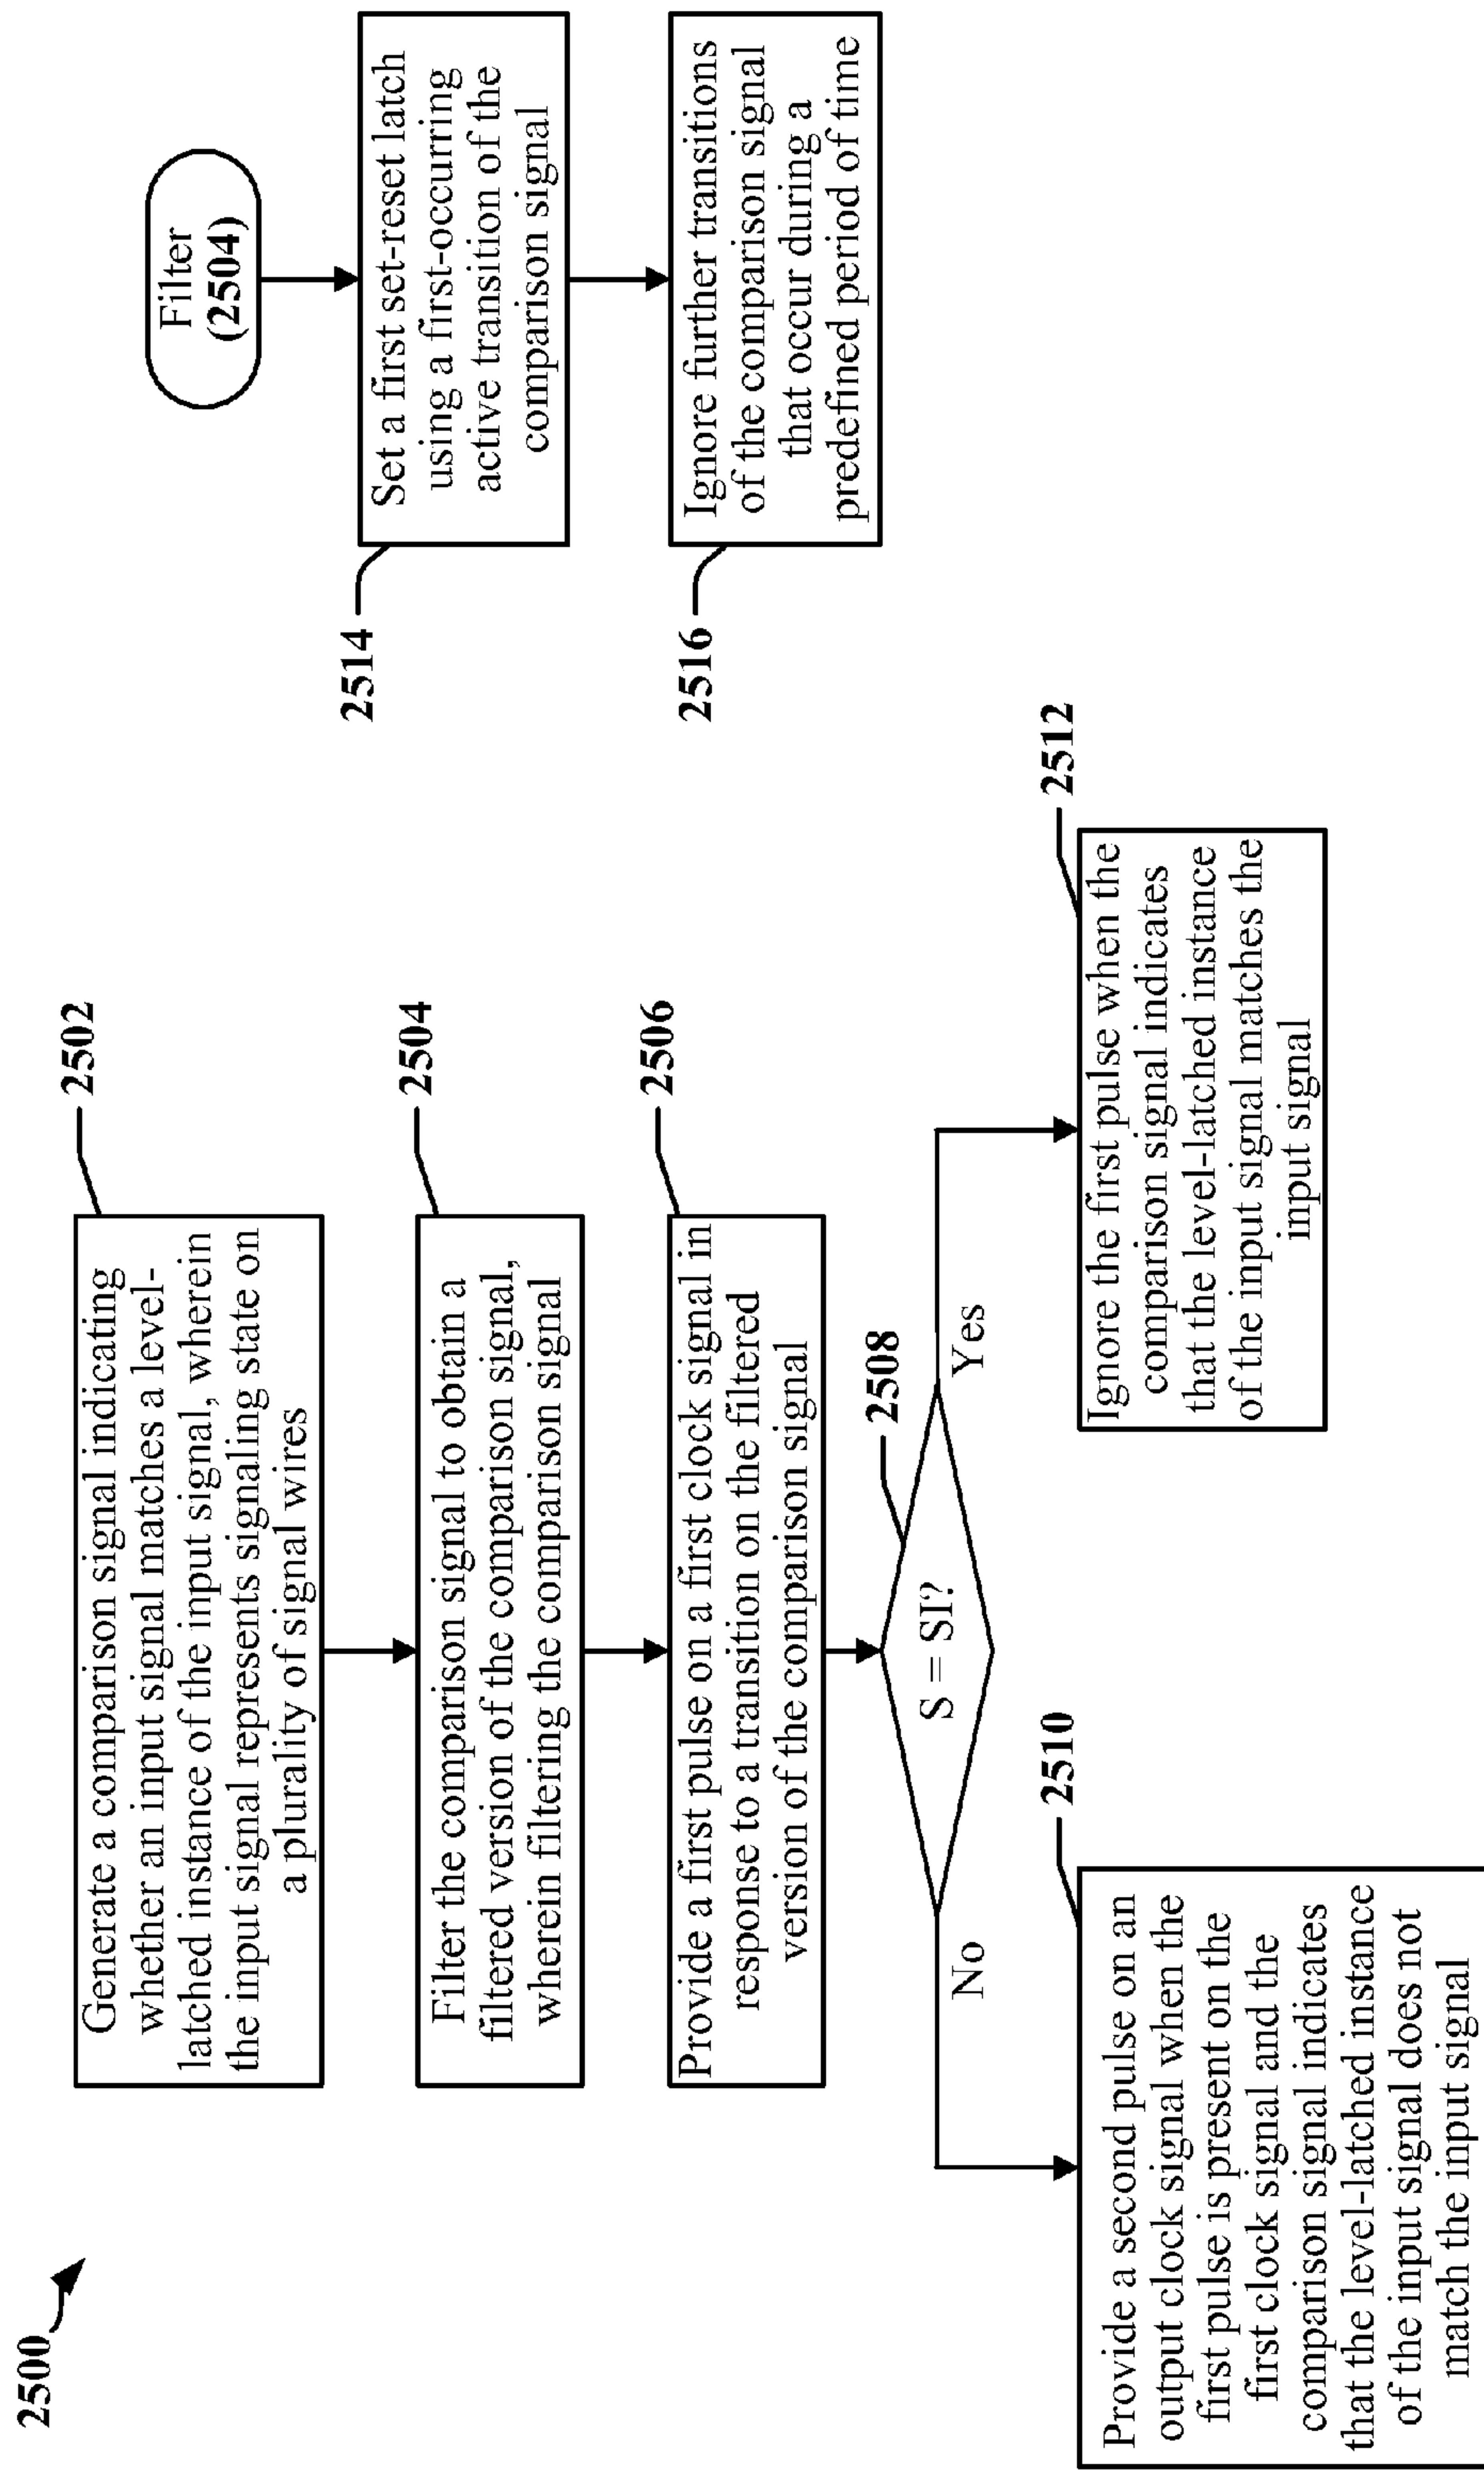 2500
2502
Generate a comparison signal indicating
whether an input signal matches a level-
latched instance of the input signal, wherein
the input signal represents signaling state on
a plurality of signal wires
2504
Filter the comparison signal to obtain a
filtered version of the comparison signal,
wherein filtering the comparison signal
2506
Provide a first pulse on a first clock signal in
response to a transition on the filtered
version of the comparison signal
2508
S = SI?
No
Yes
2510
Provide a second pulse on an
output clock signal when the
first pulse is present on the
first clock signal and the
comparison signal indicates
that the level-latched instance
of the input signal does not
match the input signal
2512
Ignore the first pulse when the
comparison signal indicates
that the level-latched instance
of the input signal matches the
input signal
Filter
(2504)
2514
Set a first set-reset latch
using a first-occurring
active transition of the
comparison signal
2516
Ignore further transitions
of the comparison signal
that occur during a
predefined period of time